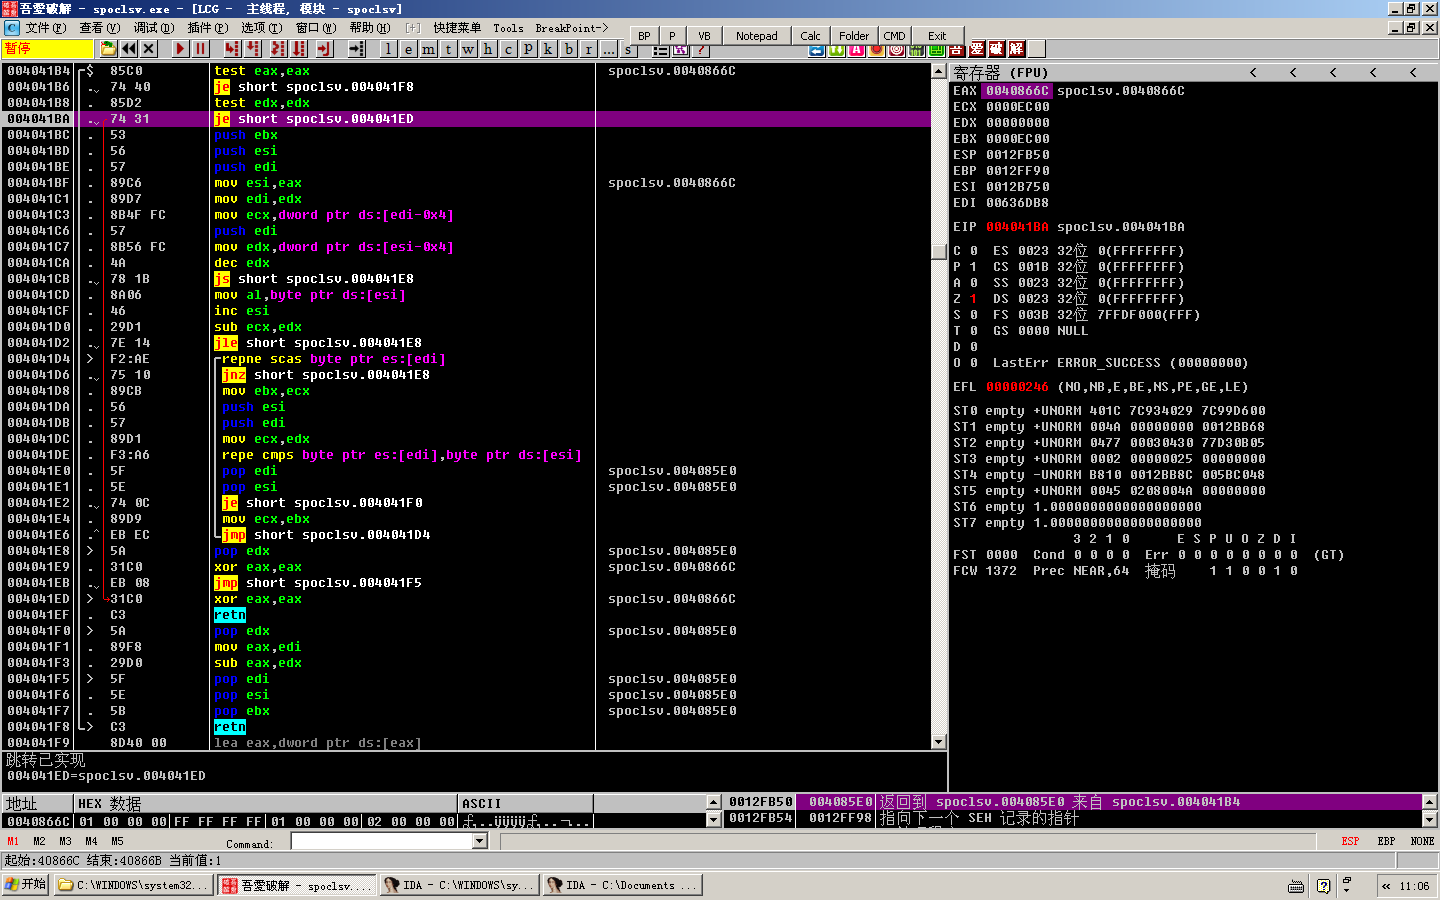 吾爱破解 - spoclsv.exe - [LCG -  主线程, 模块 - spoclsv]
文件(F) 查看(V) 调试(D) 插件(P) 选项(T) 窗口(W) 帮助(H) [+] 快捷菜单 Tools BreakPoint->
BP P VB Notepad Calc Folder CMD Exit
暂停
l e m t w h c p k b r ... s
004041B4 $ 85C0 test eax,eax spoclsv.0040866C
004041B6 . 74 40 je short spoclsv.004041F8
004041B8 . 85D2 test edx,edx
004041BA . 74 31 je short spoclsv.004041ED
004041BC . 53 push ebx
004041BD . 56 push esi
004041BE . 57 push edi
004041BF . 89C6 mov esi,eax spoclsv.0040866C
004041C1 . 89D7 mov edi,edx
004041C3 . 8B4F FC mov ecx,dword ptr ds:[edi-0x4]
004041C6 . 57 push edi
004041C7 . 8B56 FC mov edx,dword ptr ds:[esi-0x4]
004041CA . 4A dec edx
004041CB . 78 1B js short spoclsv.004041E8
004041CD . 8A06 mov al,byte ptr ds:[esi]
004041CF . 46 inc esi
004041D0 . 29D1 sub ecx,edx
004041D2 . 7E 14 jle short spoclsv.004041E8
004041D4 > F2:AE repne scas byte ptr es:[edi]
004041D6 . 75 10 jnz short spoclsv.004041E8
004041D8 . 89CB mov ebx,ecx
004041DA . 56 push esi
004041DB . 57 push edi
004041DC . 89D1 mov ecx,edx
004041DE . F3:A6 repe cmps byte ptr es:[edi],byte ptr ds:[esi]
004041E0 . 5F pop edi spoclsv.004085E0
004041E1 . 5E pop esi spoclsv.004085E0
004041E2 . 74 0C je short spoclsv.004041F0
004041E4 . 89D9 mov ecx,ebx
004041E6 .^ EB EC jmp short spoclsv.004041D4
004041E8 > 5A pop edx spoclsv.004085E0
004041E9 . 31C0 xor eax,eax spoclsv.0040866C
004041EB . EB 08 jmp short spoclsv.004041F5
004041ED > 31C0 xor eax,eax spoclsv.0040866C
004041EF . C3 retn
004041F0 > 5A pop edx spoclsv.004085E0
004041F1 . 89F8 mov eax,edi
004041F3 . 29D0 sub eax,edx
004041F5 > 5F pop edi spoclsv.004085E0
004041F6 . 5E pop esi spoclsv.004085E0
004041F7 . 5B pop ebx spoclsv.004085E0
004041F8 > C3 retn
004041F9 8D40 00 lea eax,dword ptr ds:[eax]
跳转已实现
004041ED=spoclsv.004041ED
寄存器 (FPU) < < < < <
EAX 0040866C spoclsv.0040866C
ECX 0000EC00
EDX 00000000
EBX 0000EC00
ESP 0012FB50
EBP 0012FF90
ESI 0012B750
EDI 00636DB8
EIP 004041BA spoclsv.004041BA
C 0 ES 0023 32位 0(FFFFFFFF)
P 1 CS 001B 32位 0(FFFFFFFF)
A 0 SS 0023 32位 0(FFFFFFFF)
Z 1 DS 0023 32位 0(FFFFFFFF)
S 0 FS 003B 32位 7FFDF000(FFF)
T 0 GS 0000 NULL
D 0
O 0 LastErr ERROR_SUCCESS (00000000)
EFL 00000246 (NO,NB,E,BE,NS,PE,GE,LE)
ST0 empty +UNORM 401C 7C934029 7C99D600
ST1 empty +UNORM 004A 00000000 0012BB68
ST2 empty +UNORM 0477 00030430 77D30B05
ST3 empty +UNORM 0002 00000025 00000000
ST4 empty -UNORM B810 0012BB8C 005BC048
ST5 empty +UNORM 0045 0208004A 00000000
ST6 empty 1.0000000000000000000
ST7 empty 1.0000000000000000000
3 2 1 0 E S P U O Z D I
FST 0000 Cond 0 0 0 0 Err 0 0 0 0 0 0 0 0 (GT)
FCW 1372 Prec NEAR,64 掩码 1 1 0 0 1 0
地址 HEX 数据 ASCII
0040866C 01 00 00 00 FF FF FF FF 01 00 00 00 02 00 00 00
0012FB50 004085E0 返回到 spoclsv.004085E0 来自 spoclsv.004041B4
0012FB54 0012FF98 指向下一个 SEH 记录的指针
M1 M2 M3 M4 M5 Command: ESP EBP NONE
起始:40866C 结束:40866B 当前值:1
开始 C:\WINDOWS\system32... 吾愛破解 - spoclsv.... IDA - C:\WINDOWS\sy... IDA - C:\Documents ... « 11:06